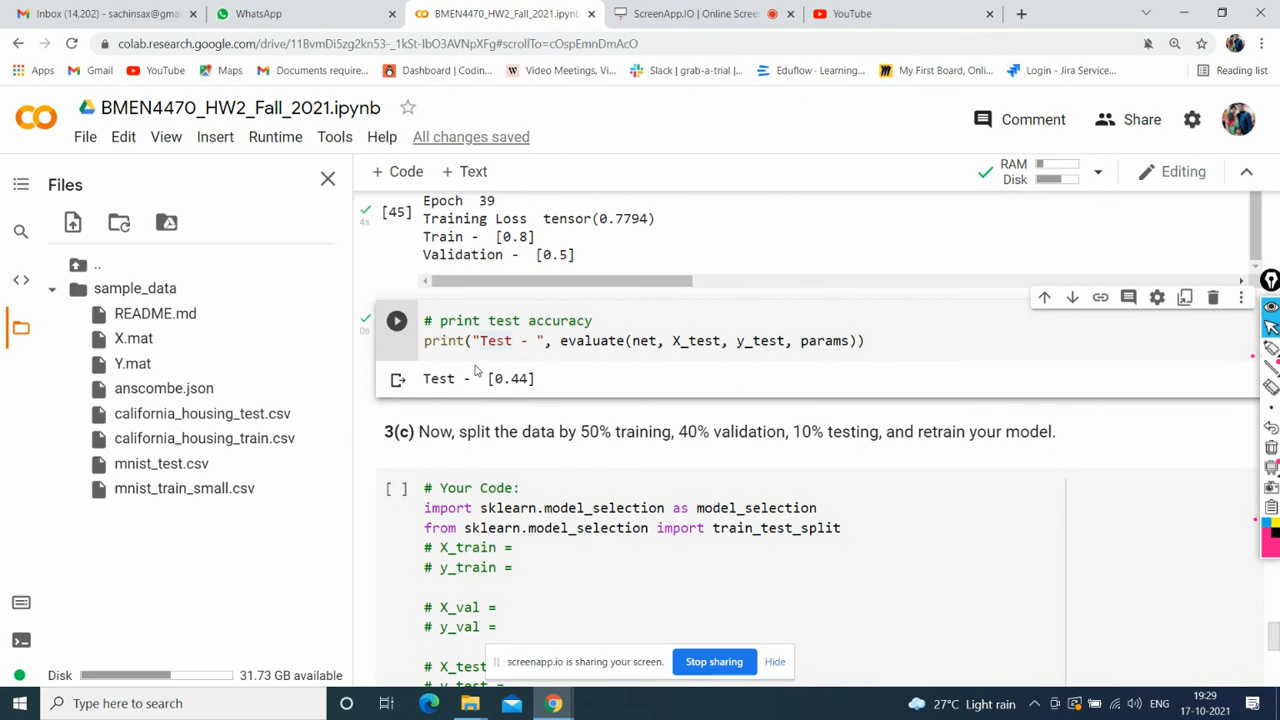 Inbox (14,202) - sachinsax@gmai
WhatsApp
BMEN4470_HW2_Fall_2021.ipynb
ScreenApp.IO | Online Scree
YouTube
colab.research.google.com/drive/11BvmDi5zg2kn53-_1kSt-IbO3AVNpXFg#scrollTo=cOspEmnDmAcO
Apps
Gmail
YouTube
Maps
Documents require...
Dashboard | Codin...
Video Meetings, Vi...
Slack | grab-a-trial | ...
Eduflow - Learning...
My First Board, Onl...
Login - Jira Service...
Reading list
BMEN4470_HW2_Fall_2021.ipynb
Comment
Share
File Edit View Insert Runtime Tools Help All changes saved
Files
+ Code + Text
RAM
Disk
Editing
Epoch 39
[45]
4s
Training Loss tensor(0.7794)
Train - [0.8]
Validation - [0.5]
..
sample_data
README.md
X.mat
Y.mat
anscombe.json
california_housing_test.csv
california_housing_train.csv
mnist_test.csv
mnist_train_small.csv
0s
# print test accuracy
print("Test - ", evaluate(net, X_test, y_test, params))
Test - [0.44]
3(c) Now, split the data by 50% training, 40% validation, 10% testing, and retrain your model.
[ ]
# Your Code:
import sklearn.model_selection as model_selection
from sklearn.model_selection import train_test_split
# X_train =
# y_train =
# X_val =
# y_val =
# X_test
screenapp.io is sharing your screen.
Stop sharing
Hide
Disk
31.73 GB available
Type here to search
27°C Light rain
ENG
19:29
17-10-2021